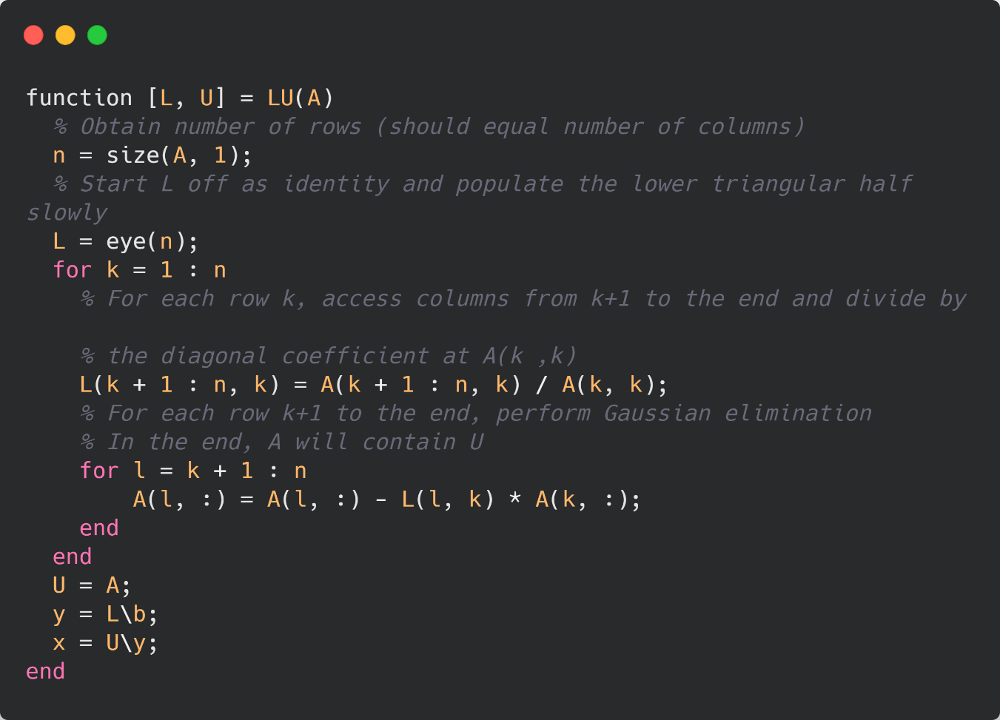 function [L, U] = LU(A)
  % Obtain number of rows (should equal number of columns)
  n = size(A, 1);
  % Start L off as identity and populate the lower triangular half
slowly
  L = eye(n);
  for k = 1 : n
    % For each row k, access columns from k+1 to the end and divide by
    % the diagonal coefficient at A(k ,k)
    L(k + 1 : n, k) = A(k + 1 : n, k) / A(k, k);
    % For each row k+1 to the end, perform Gaussian elimination
    % In the end, A will contain U
    for l = k + 1 : n
        A(l, :) = A(l, :) - L(l, k) * A(k, :);
    end
  end
  U = A;
  y = L\b;
  x = U\y;
end